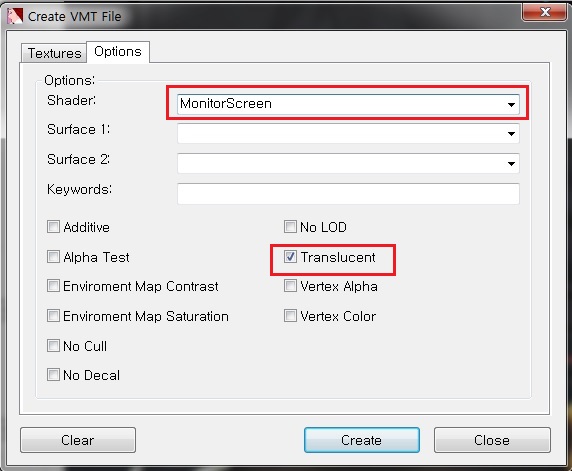 Create VMT File
Textures Options
Options:
Shader: MonitorScreen
Surface 1:
Surface 2:
Keywords:
Additive No LOD
Alpha Test Translucent
Enviroment Map Contrast Vertex Alpha
Enviroment Map Saturation Vertex Color
No Cull
No Decal
Clear Create Close